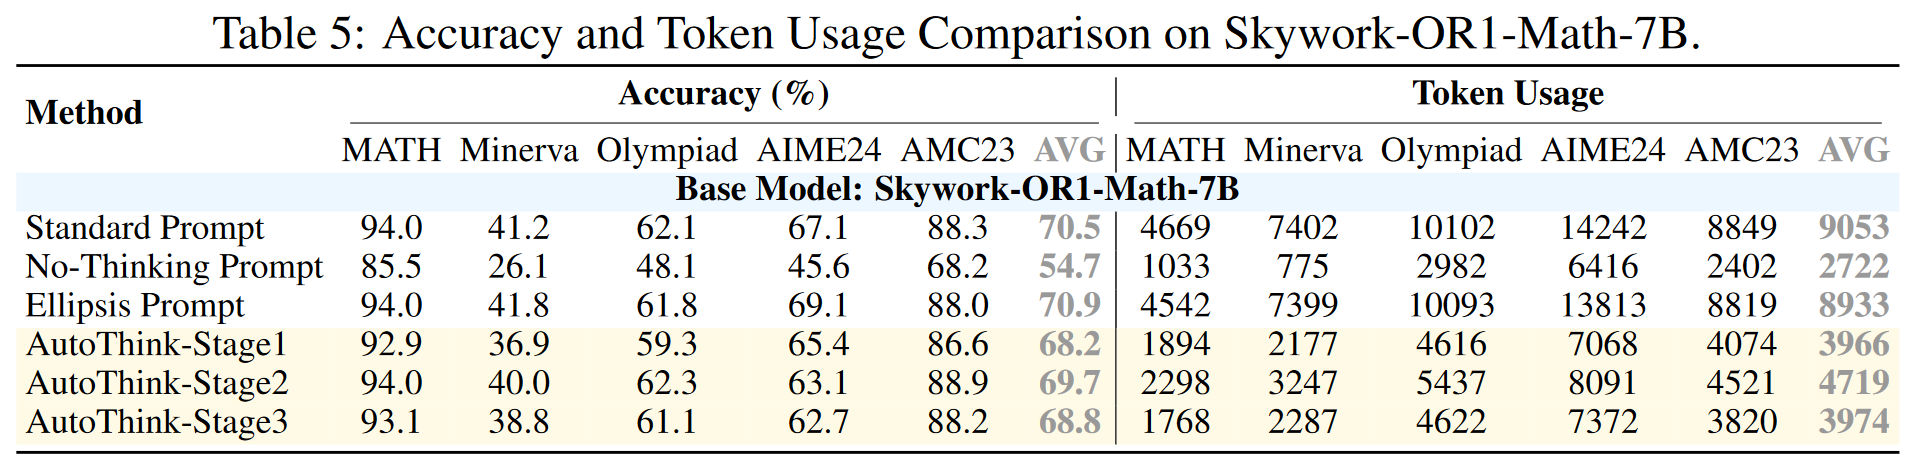 Table 5: Accuracy and Token Usage Comparison on Skywork-OR1-Math-7B.
Method Accuracy (%) Token Usage
MATH Minerva Olympiad AIME24 AMC23 AVG MATH Minerva Olympiad AIME24 AMC23 AVG
Base Model: Skywork-OR1-Math-7B
Standard Prompt 94.0 41.2 62.1 67.1 88.3 70.5 4669 7402 10102 14242 8849 9053
No-Thinking Prompt 85.5 26.1 48.1 45.6 68.2 54.7 1033 775 2982 6416 2402 2722
Ellipsis Prompt 94.0 41.8 61.8 69.1 88.0 70.9 4542 7399 10093 13813 8819 8933
AutoThink-Stage1 92.9 36.9 59.3 65.4 86.6 68.2 1894 2177 4616 7068 4074 3966
AutoThink-Stage2 94.0 40.0 62.3 63.1 88.9 69.7 2298 3247 5437 8091 4521 4719
AutoThink-Stage3 93.1 38.8 61.1 62.7 88.2 68.8 1768 2287 4622 7372 3820 3974